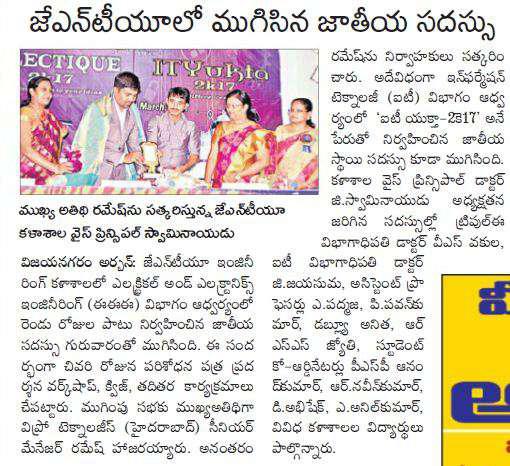 జేఎన్‌టీయూలో ముగిసిన జాతీయ సదస్సు
ECTIQUE
2k17
ITYukta
2k17
March
ముఖ్య అతిథి రమేష్‌ను సత్కరిస్తున్న జేఎన్‌టీయూ
కళాశాల వైస్ ప్రిన్సిపల్ స్వామినాయుడు
విజయనగరం అర్బన్: జేఎన్‌టీయూ ఇంజినీ
రింగ్ కళాశాలలో ఎలక్ట్రికల్ అండ్ ఎలక్ట్రానిక్స్
ఇంజినీరింగ్ (ఈఈఈ) విభాగం ఆధ్వర్యంలో
రెండు రోజుల పాటు నిర్వహించిన జాతీయ
సదస్సు గురువారంతో ముగిసింది. ఈ సంద
ర్భంగా చివరి రోజున పరిశోధన పత్ర ప్రద
ర్శన వర్క్‌షాప్, క్విజ్, తదితర కార్యక్రమాలు
చేపట్టారు. ముగింపు సభకు ముఖ్యఅతిథిగా
విప్రో టెక్నాలజీస్ (హైదరాబాద్) సీనియర్
మేనేజర్ రమేష్ హాజరయ్యారు. అనంతరం
రమేష్‌ను నిర్వాహకులు సత్కరిం
చారు. అదేవిధంగా ఇన్‌ఫర్మేషన్
టెక్నాలజీ (ఐటీ) విభాగం ఆధ్వ
ర్యంలో 'ఐటీ యుక్తా-2కె17' అనే
పేరుతో నిర్వహించిన జాతీయ
స్థాయి సదస్సు కూడా ముగిసింది.
కళాశాల వైస్ ప్రిన్సిపాల్ డాక్టర్
జి.స్వామినాయుడు అధ్యక్షతన
జరిగిన సదస్సుల్లో ట్రిపుల్ఈ
విభాగాధిపతి డాక్టర్ వీఎస్ వకుల,
ఐటీ విభాగాధిపతి డాక్టర్
జి.జయసుమ, అసిస్టెంట్ ప్రొ
ఫెసర్లు ఎ.పద్మజ, పి.పవన్‌కు
మార్, డబ్ల్యూ అనిత, ఆర్
ఎస్ఎస్ జ్యోతి, స్టూడెంట్
కో-ఆర్డినేటర్లు పీఎస్‌పీ ఆనం
ద్‌కుమార్, ఆర్.నవీన్‌కుమార్,
డి.అభిషేక్, ఎ.అనిల్‌కుమార్,
వివిధ కళాశాలల విద్యార్థులు
పాల్గొన్నారు.